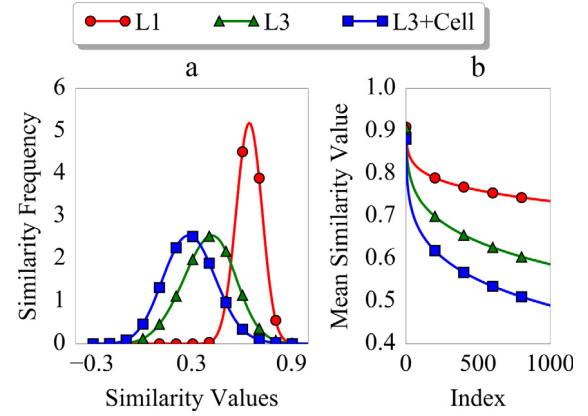 L1 L3 L3+Cell
a
Similarity Frequency
6
5
4
3
2
1
0
−0.3 0.3 0.9
Similarity Values
b
Mean Similarity Value
1.0
0.9
0.8
0.7
0.6
0.5
0.4
0 500 1000
Index